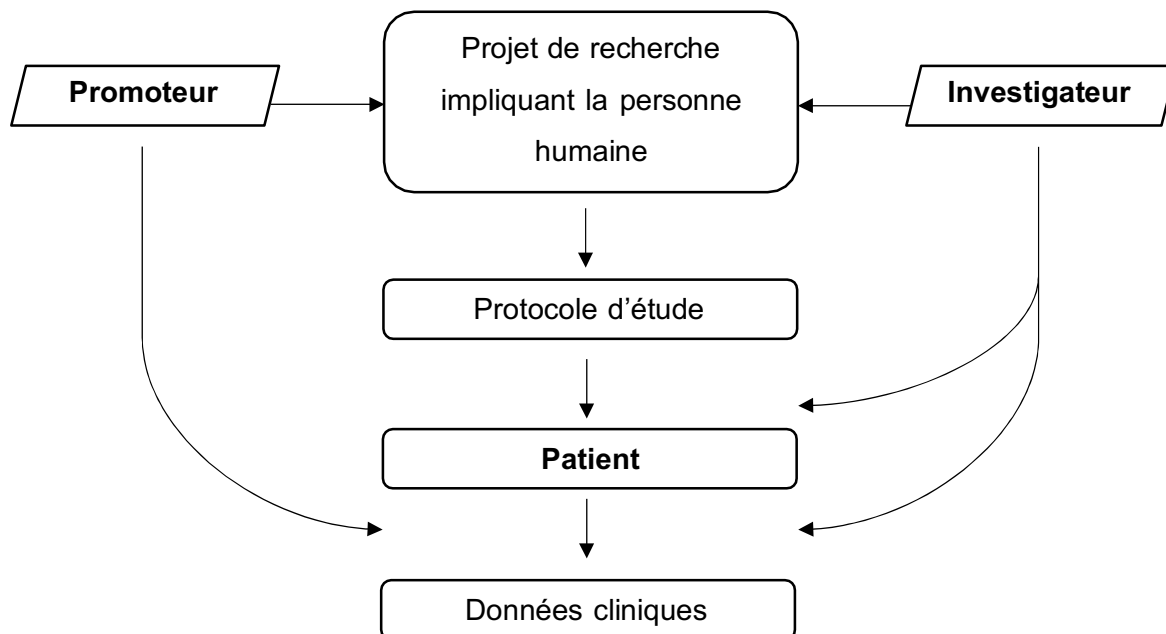 Promoteur
Projet de recherche
impliquant la personne
humaine
Investigateur
Protocole d’étude
Patient
Données cliniques